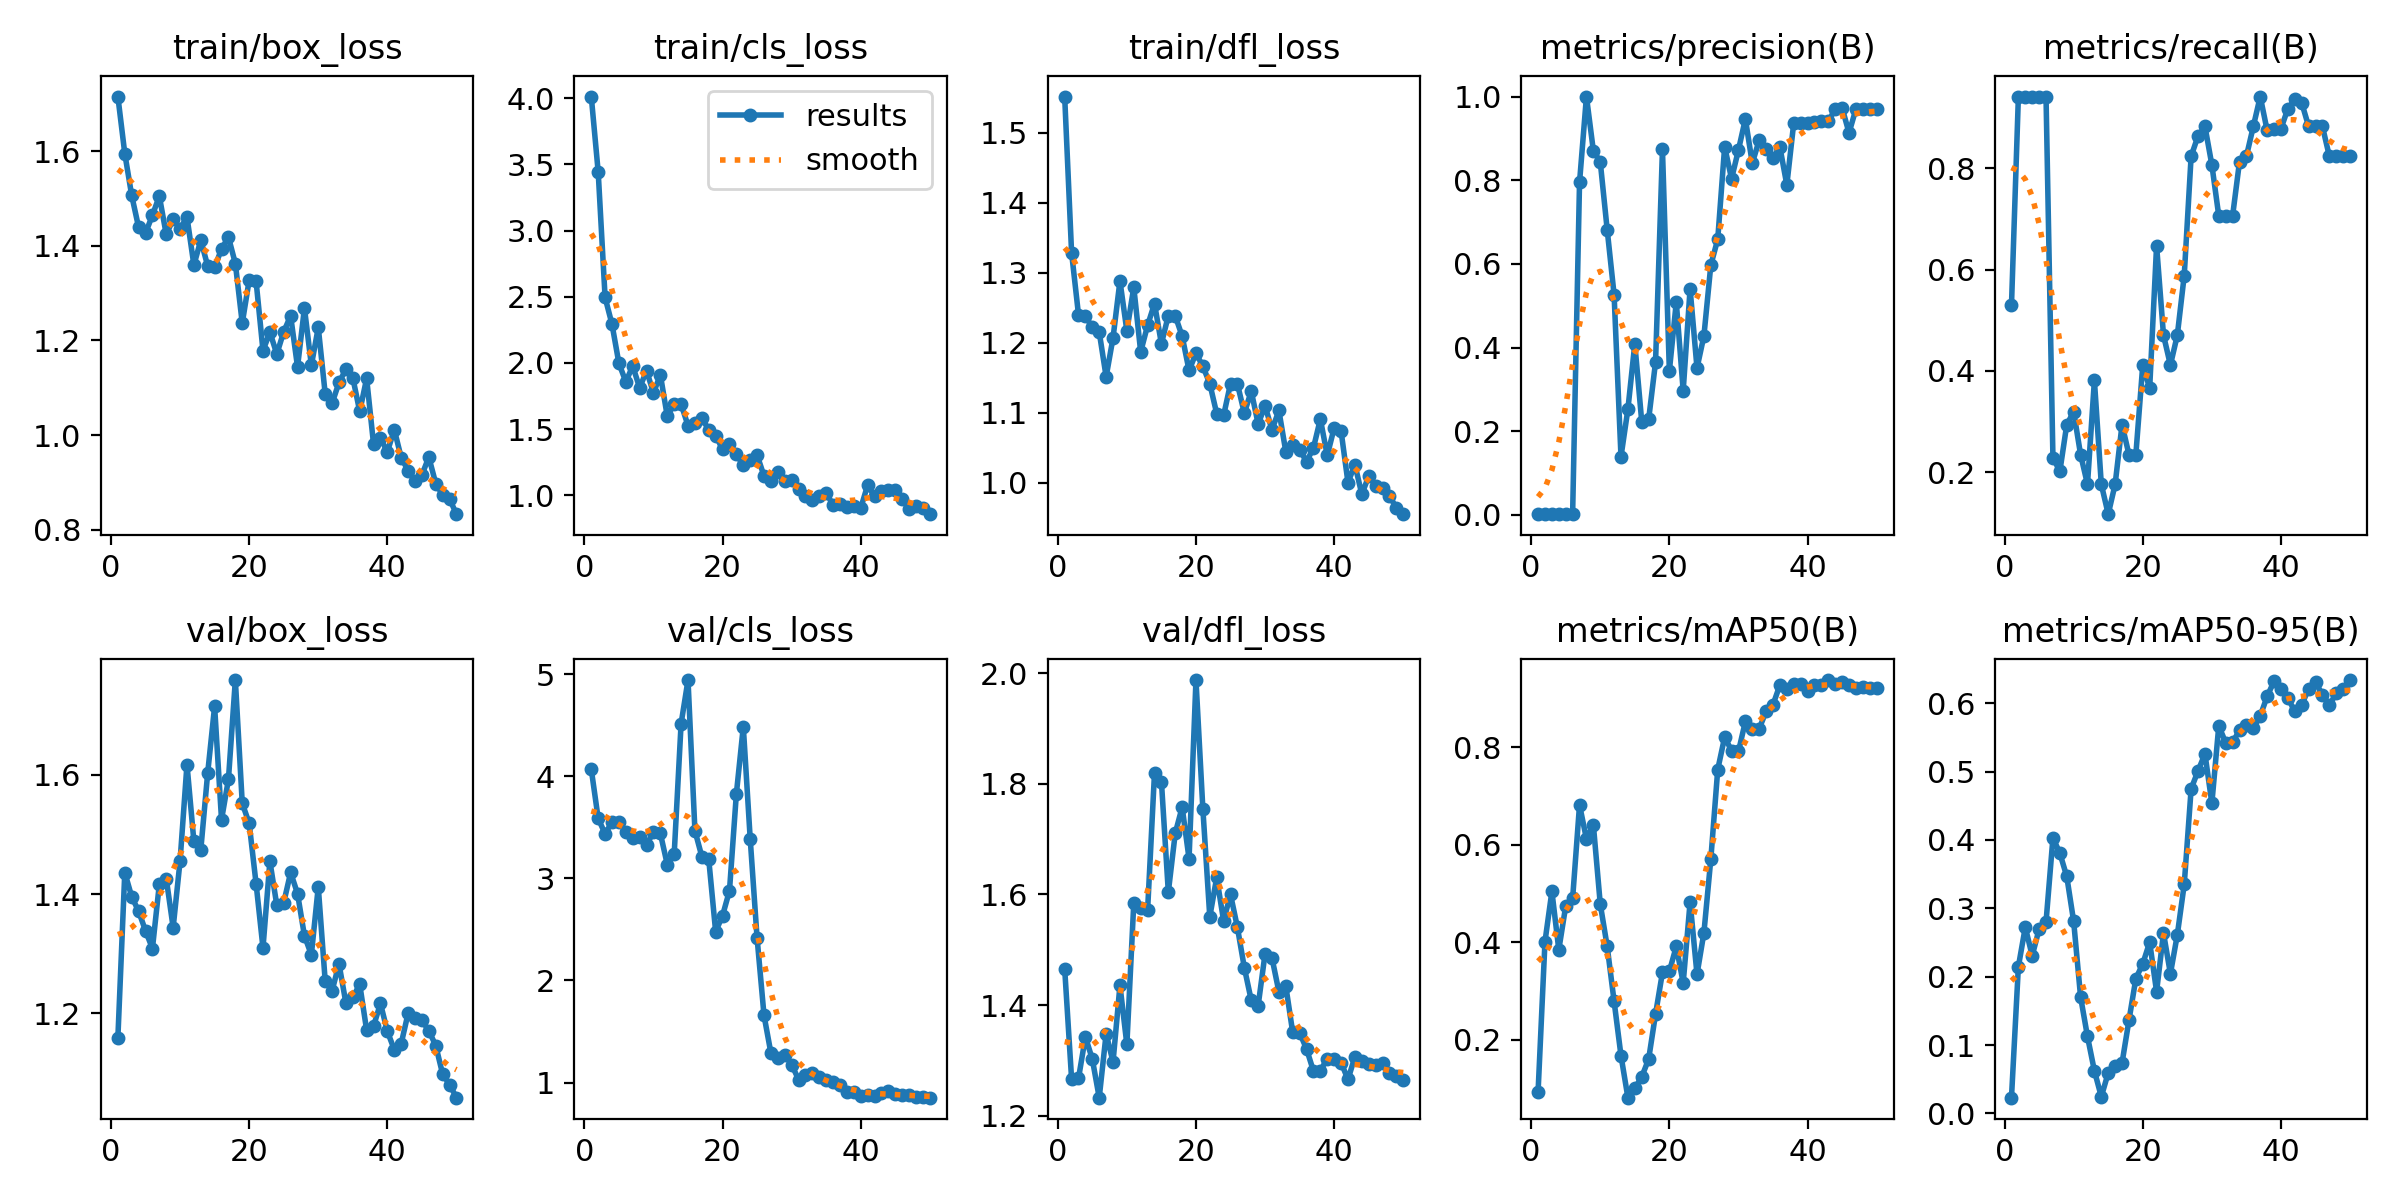 train/box_loss
train/cls_loss
train/dfl_loss
metrics/precision(B)
metrics/recall(B)
1.6
1.4
1.2
1.0
0.8
0 20 40
4.0
3.5
3.0
2.5
2.0
1.5
1.0
0 20 40
results
smooth
1.5
1.4
1.3
1.2
1.1
1.0
0 20 40
1.0
0.8
0.6
0.4
0.2
0.0
0 20 40
0.8
0.6
0.4
0.2
0 20 40
val/box_loss
val/cls_loss
val/dfl_loss
metrics/mAP50(B)
metrics/mAP50-95(B)
1.6
1.4
1.2
0 20 40
5
4
3
2
1
0 20 40
2.0
1.8
1.6
1.4
1.2
0 20 40
0.8
0.6
0.4
0.2
0 20 40
0.6
0.5
0.4
0.3
0.2
0.1
0.0
0 20 40